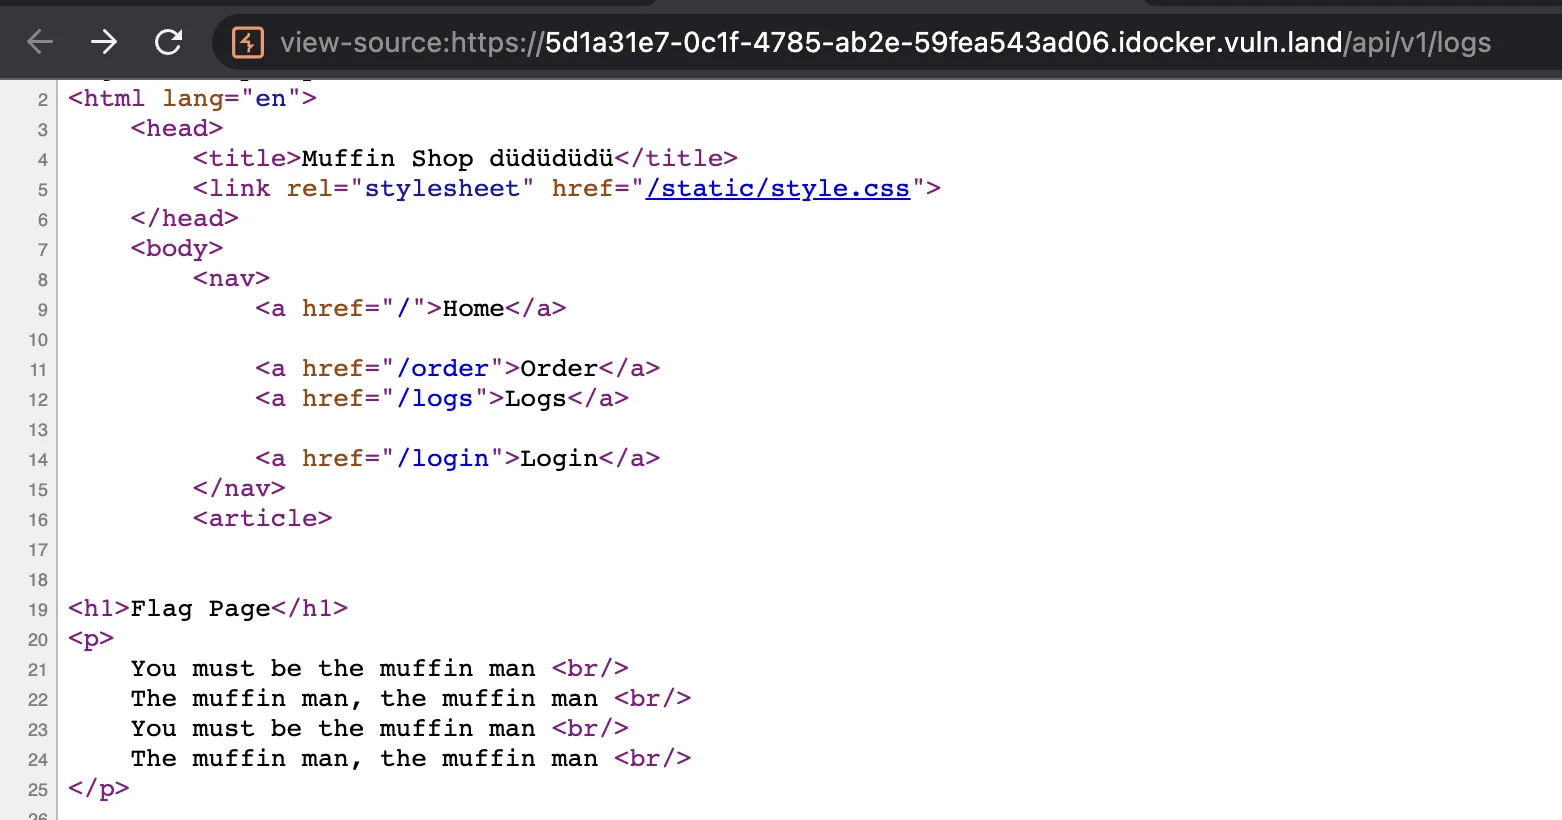 view-source:https://5d1a31e7-0c1f-4785-ab2e-59fea543ad06.idocker.vuln.land/api/v1/logs
2 <html lang="en">
3 <head>
4 <title>Muffin Shop düdüdüdü</title>
5 <link rel="stylesheet" href="/static/style.css">
6 </head>
7 <body>
8 <nav>
9 <a href="/">Home</a>
10
11 <a href="/order">Order</a>
12 <a href="/logs">Logs</a>
13
14 <a href="/login">Login</a>
15 </nav>
16 <article>
17
18
19 <h1>Flag Page</h1>
20 <p>
21 You must be the muffin man <br/>
22 The muffin man, the muffin man <br/>
23 You must be the muffin man <br/>
24 The muffin man, the muffin man <br/>
25 </p>
26